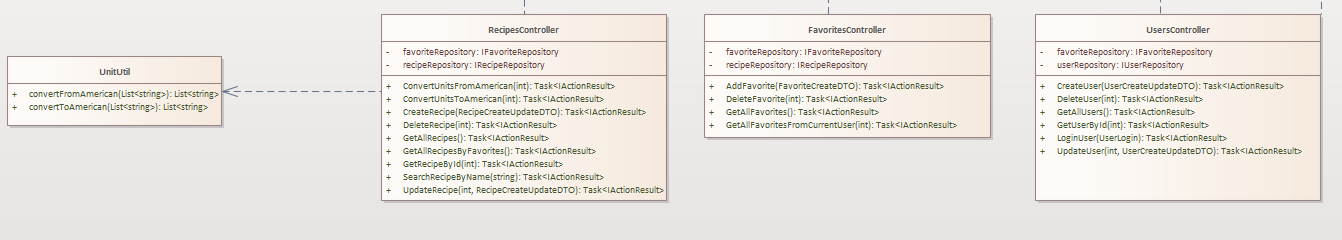 UnitUtil
+ convertFromAmerican(List<string>): List<string>
+ convertToAmerican(List<string>): List<string>
RecipesController
- favoriteRepository: IFavoriteRepository
- recipeRepository: IRecipeRepository
+ ConvertUnitsFromAmerican(int): Task<IActionResult>
+ ConvertUnitsToAmerican(int): Task<IActionResult>
+ CreateRecipe(RecipeCreateUpdateDTO): Task<IActionResult>
+ DeleteRecipe(int): Task<IActionResult>
+ GetAllRecipes(): Task<IActionResult>
+ GetAllRecipesByFavorites(): Task<IActionResult>
+ GetRecipeById(int): Task<IActionResult>
+ SearchRecipeByName(string): Task<IActionResult>
+ UpdateRecipe(int, RecipeCreateUpdateDTO): Task<IActionResult>
FavoritesController
- favoriteRepository: IFavoriteRepository
- recipeRepository: IRecipeRepository
+ AddFavorite(FavoriteCreateDTO): Task<IActionResult>
+ DeleteFavorite(int): Task<IActionResult>
+ GetAllFavorites(): Task<IActionResult>
+ GetAllFavoritesFromCurrentUser(int): Task<IActionResult>
UsersController
- favoriteRepository: IFavoriteRepository
- userRepository: IUserRepository
+ CreateUser(UserCreateUpdateDTO): Task<IActionResult>
+ DeleteUser(int): Task<IActionResult>
+ GetAllUsers(): Task<IActionResult>
+ GetUserById(int): Task<IActionResult>
+ LoginUser(UserLogin): Task<IActionResult>
+ UpdateUser(int, UserCreateUpdateDTO): Task<IActionResult>